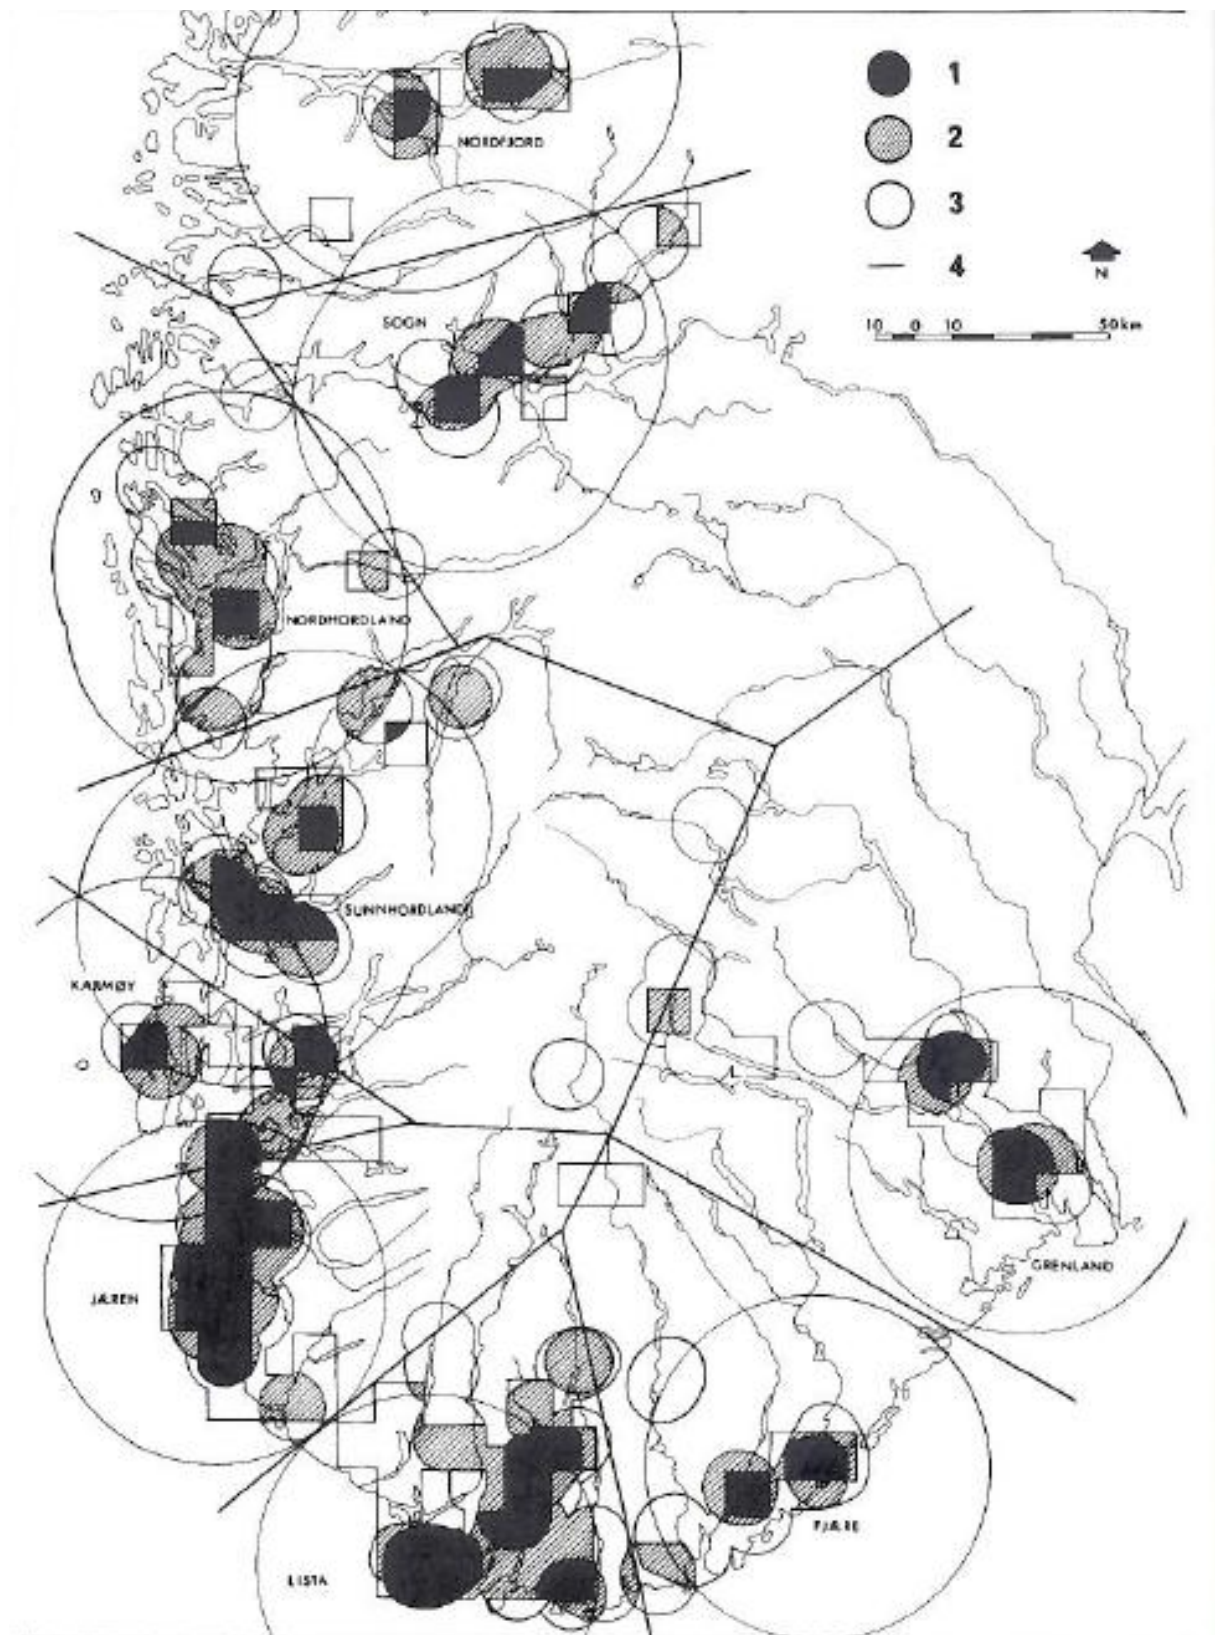 1
2
3
4
N
10 0 10 50km
NORDFJORD
SOGN
NORDHORDLAND
SUNNHORDLAND
KARMØY
GRENLAND
JÆREN
FJÆRE
LISTA